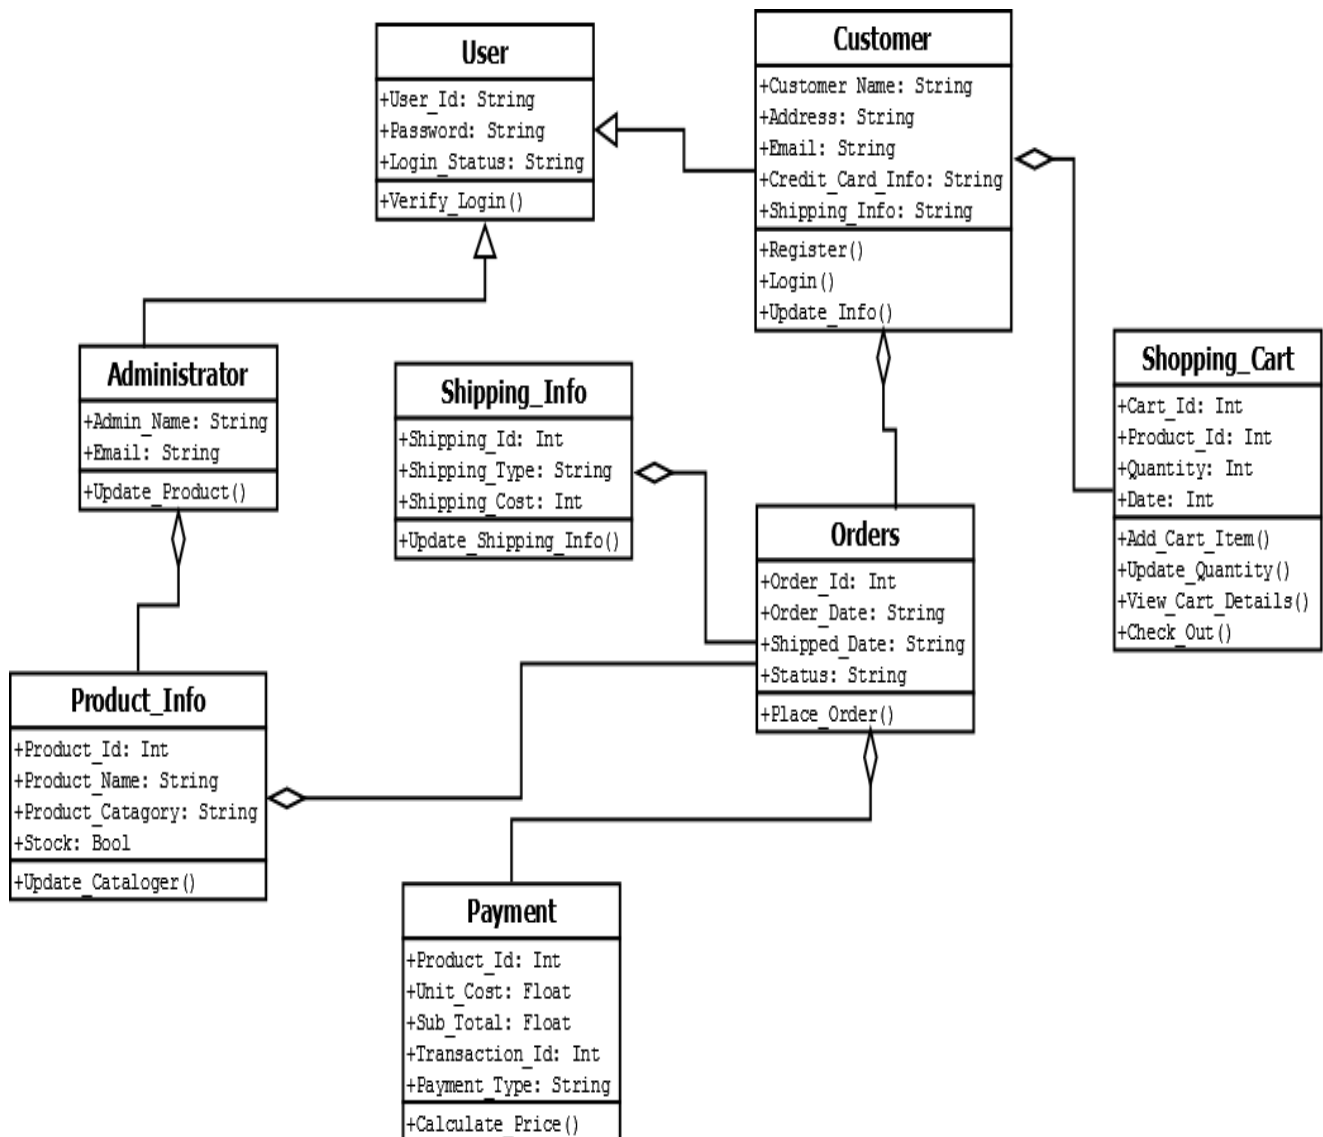 User
+User_Id: String
+Password: String
+Login_Status: String
+Verify_Login()
Customer
+Customer Name: String
+Address: String
+Email: String
+Credit_Card_Info: String
+Shipping_Info: String
+Register()
+Login()
+Update_Info()
Administrator
+Admin_Name: String
+Email: String
+Update_Product()
Shipping_Info
+Shipping_Id: Int
+Shipping_Type: String
+Shipping_Cost: Int
+Update_Shipping_Info()
Shopping_Cart
+Cart_Id: Int
+Product_Id: Int
+Quantity: Int
+Date: Int
+Add_Cart_Item()
+Update_Quantity()
+View_Cart_Details()
+Check_Out()
Orders
+Order_Id: Int
+Order_Date: String
+Shipped_Date: String
+Status: String
+Place_Order()
Product_Info
+Product_Id: Int
+Product_Name: String
+Product_Catagory: String
+Stock: Bool
+Update_Cataloger()
Payment
+Product_Id: Int
+Unit_Cost: Float
+Sub_Total: Float
+Transaction_Id: Int
+Payment_Type: String
+Calculate_Price()